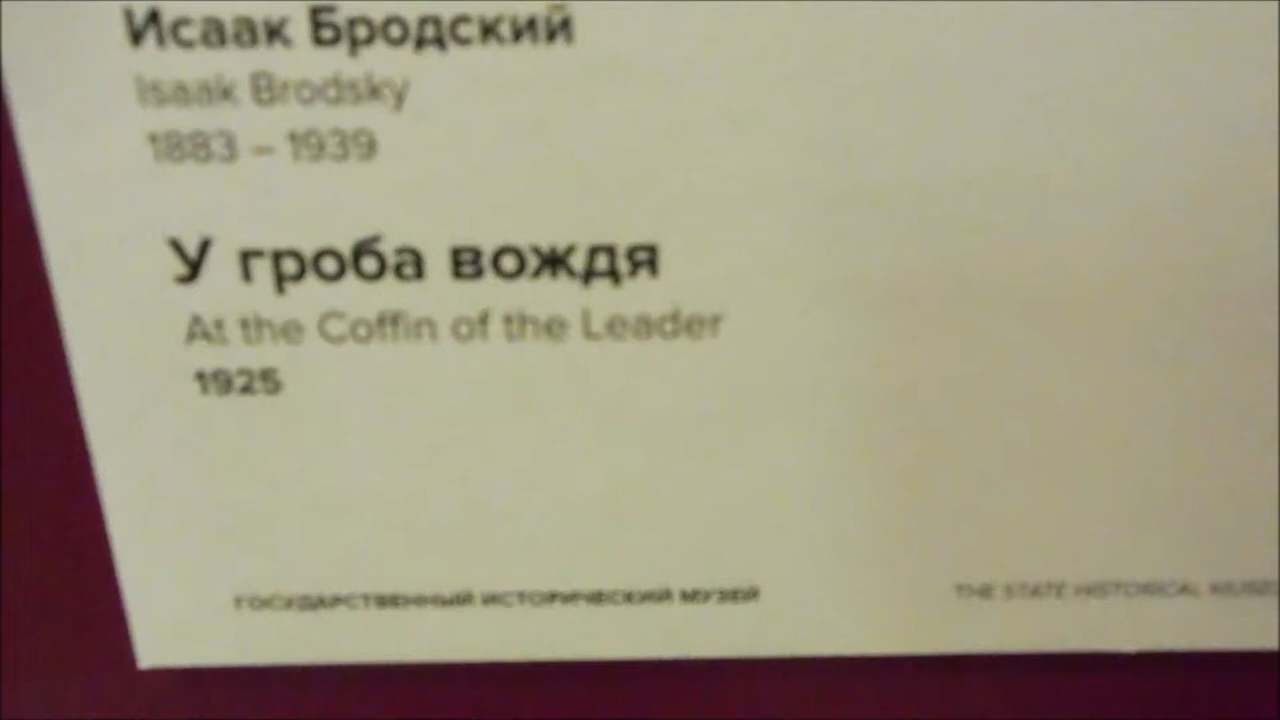 Исаак Бродский
Isaak Brodsky
1883 – 1939
У гроба вождя
At the Coffin of the Leader
1925
ГОСУДАРСТВЕННЫЙ ИСТОРИЧЕСКИЙ МУЗЕЙ
THE STATE HISTORICAL